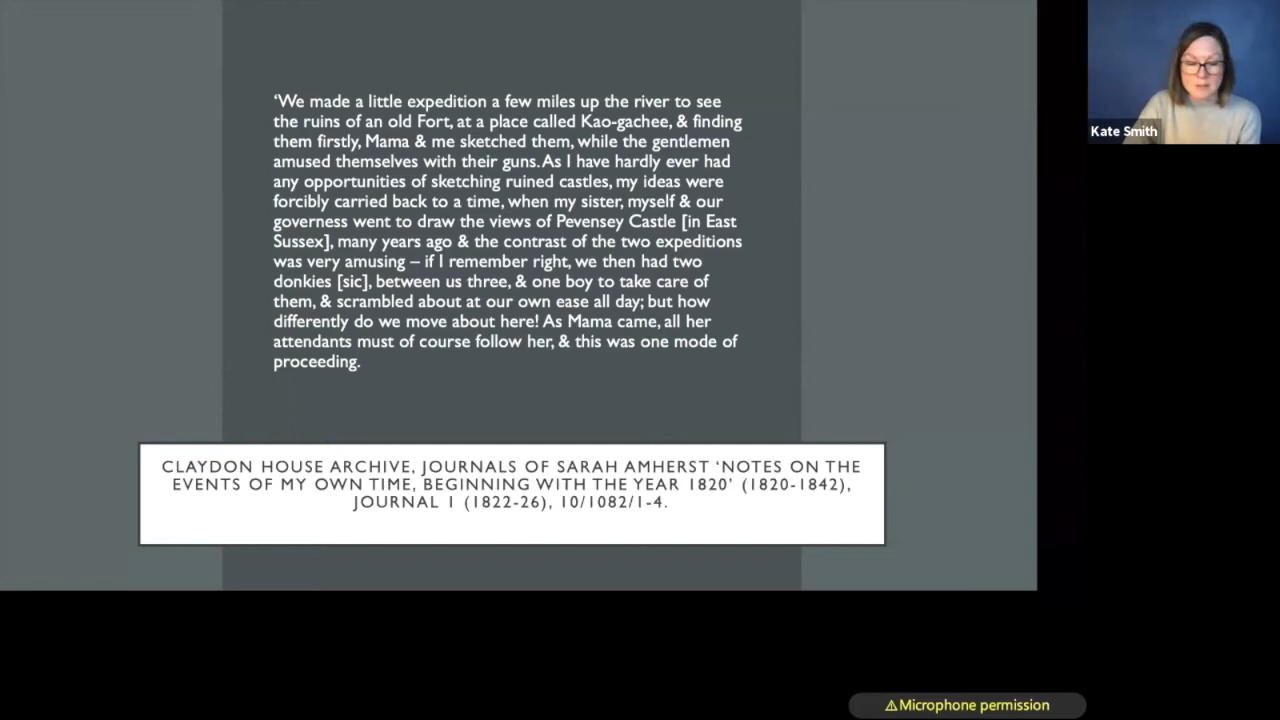 ‘We made a little expedition a few miles up the river to see
the ruins of an old Fort, at a place called Kao-gachee, & finding
them firstly, Mama & me sketched them, while the gentlemen
amused themselves with their guns. As I have hardly ever had
any opportunities of sketching ruined castles, my ideas were
forcibly carried back to a time, when my sister, myself & our
governess went to draw the views of Pevensey Castle [in East
Sussex], many years ago & the contrast of the two expeditions
was very amusing – if I remember right, we then had two
donkies [sic], between us three, & one boy to take care of
them, & scrambled about at our own ease all day; but how
differently do we move about here! As Mama came, all her
attendants must of course follow her, & this was one mode of
proceeding.
CLAYDON HOUSE ARCHIVE, JOURNALS OF SARAH AMHERST ‘NOTES ON THE
EVENTS OF MY OWN TIME, BEGINNING WITH THE YEAR 1820’ (1820-1842),
JOURNAL 1 (1822-26), 10/1082/1-4.
Kate Smith
⚠Microphone permission